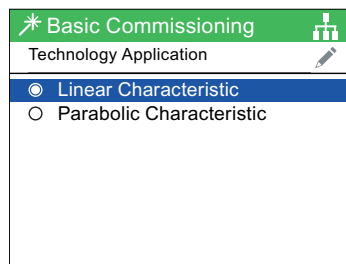 Basic Commissioning
Technology Application
Linear Characteristic
Parabolic Characteristic